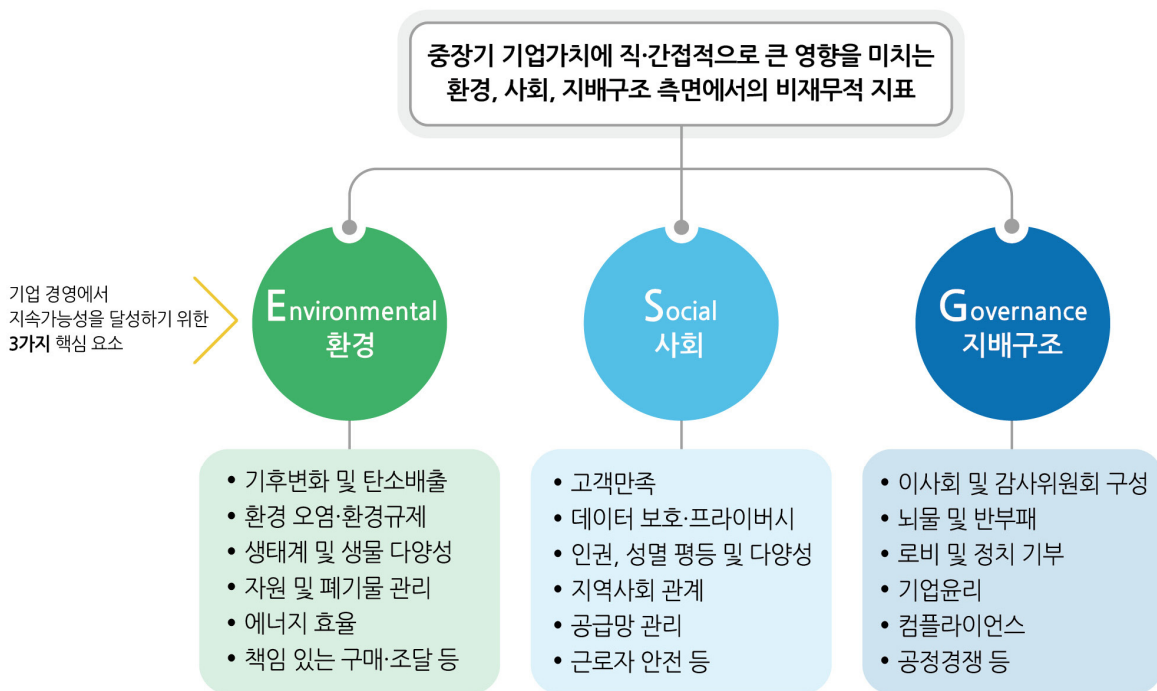 중장기 기업가치에 직·간접적으로 큰 영향을 미치는
환경, 사회, 지배구조 측면에서의 비재무적 지표
기업 경영에서
지속가능성을 달성하기 위한
3가지 핵심 요소
Environmental
환경
Social
사회
Governance
지배구조
• 기후변화 및 탄소배출
• 환경 오염·환경규제
• 생태계 및 생물 다양성
• 자원 및 폐기물 관리
• 에너지 효율
• 책임 있는 구매·조달 등
• 고객만족
• 데이터 보호·프라이버시
• 인권, 성멸 평등 및 다양성
• 지역사회 관계
• 공급망 관리
• 근로자 안전 등
• 이사회 및 감사위원회 구성
• 뇌물 및 반부패
• 로비 및 정치 기부
• 기업윤리
• 컴플라이언스
• 공정경쟁 등